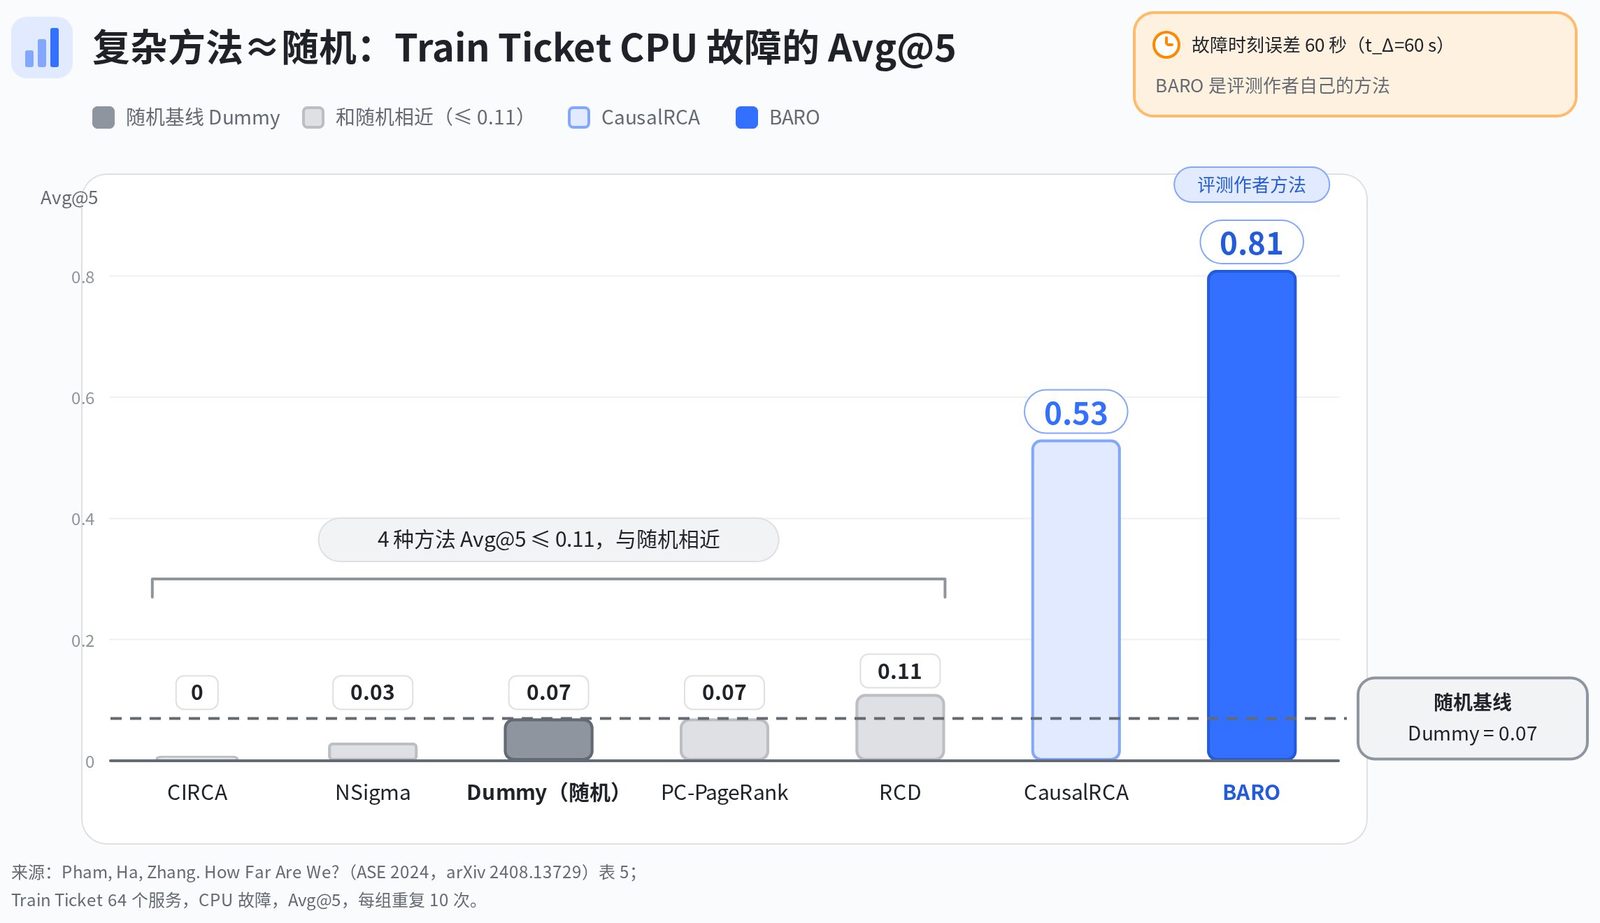 复杂方法≈随机：Train Ticket CPU 故障的 Avg@5
故障时刻误差 60 秒（t_Δ=60 s）
BARO 是评测作者自己的方法
随机基线 Dummy
和随机相近（≤ 0.11）
CausalRCA
BARO
Avg@5
评测作者方法
0.81
0.8
0.6
0.53
0.4
4 种方法 Avg@5 ≤ 0.11，与随机相近
0.2
0
0.03
0.07
0.07
0.11
随机基线
Dummy = 0.07
0
CIRCA
NSigma
Dummy（随机）
PC-PageRank
RCD
CausalRCA
BARO
来源：Pham, Ha, Zhang. How Far Are We?（ASE 2024，arXiv 2408.13729）表 5；
Train Ticket 64 个服务，CPU 故障，Avg@5，每组重复 10 次。